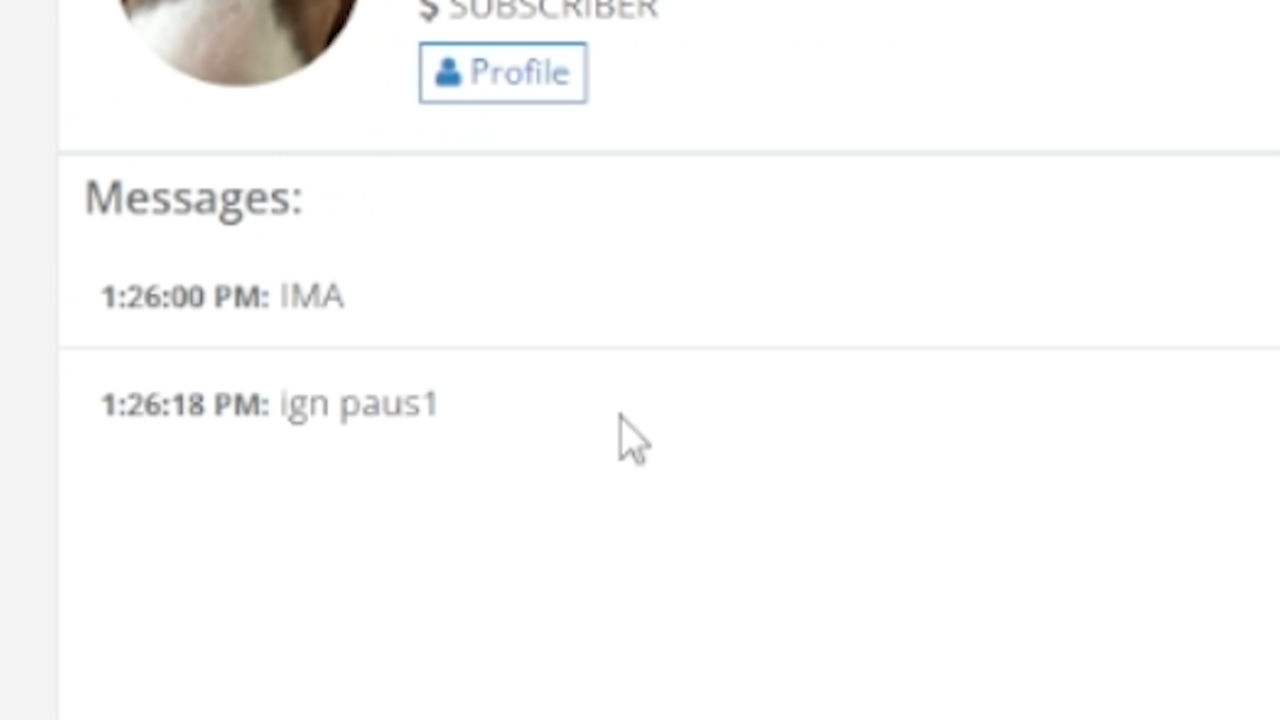 $ SUBSCRIBER
Profile
Messages:
1:26:00 PM: IMA
1:26:18 PM: ign paus1